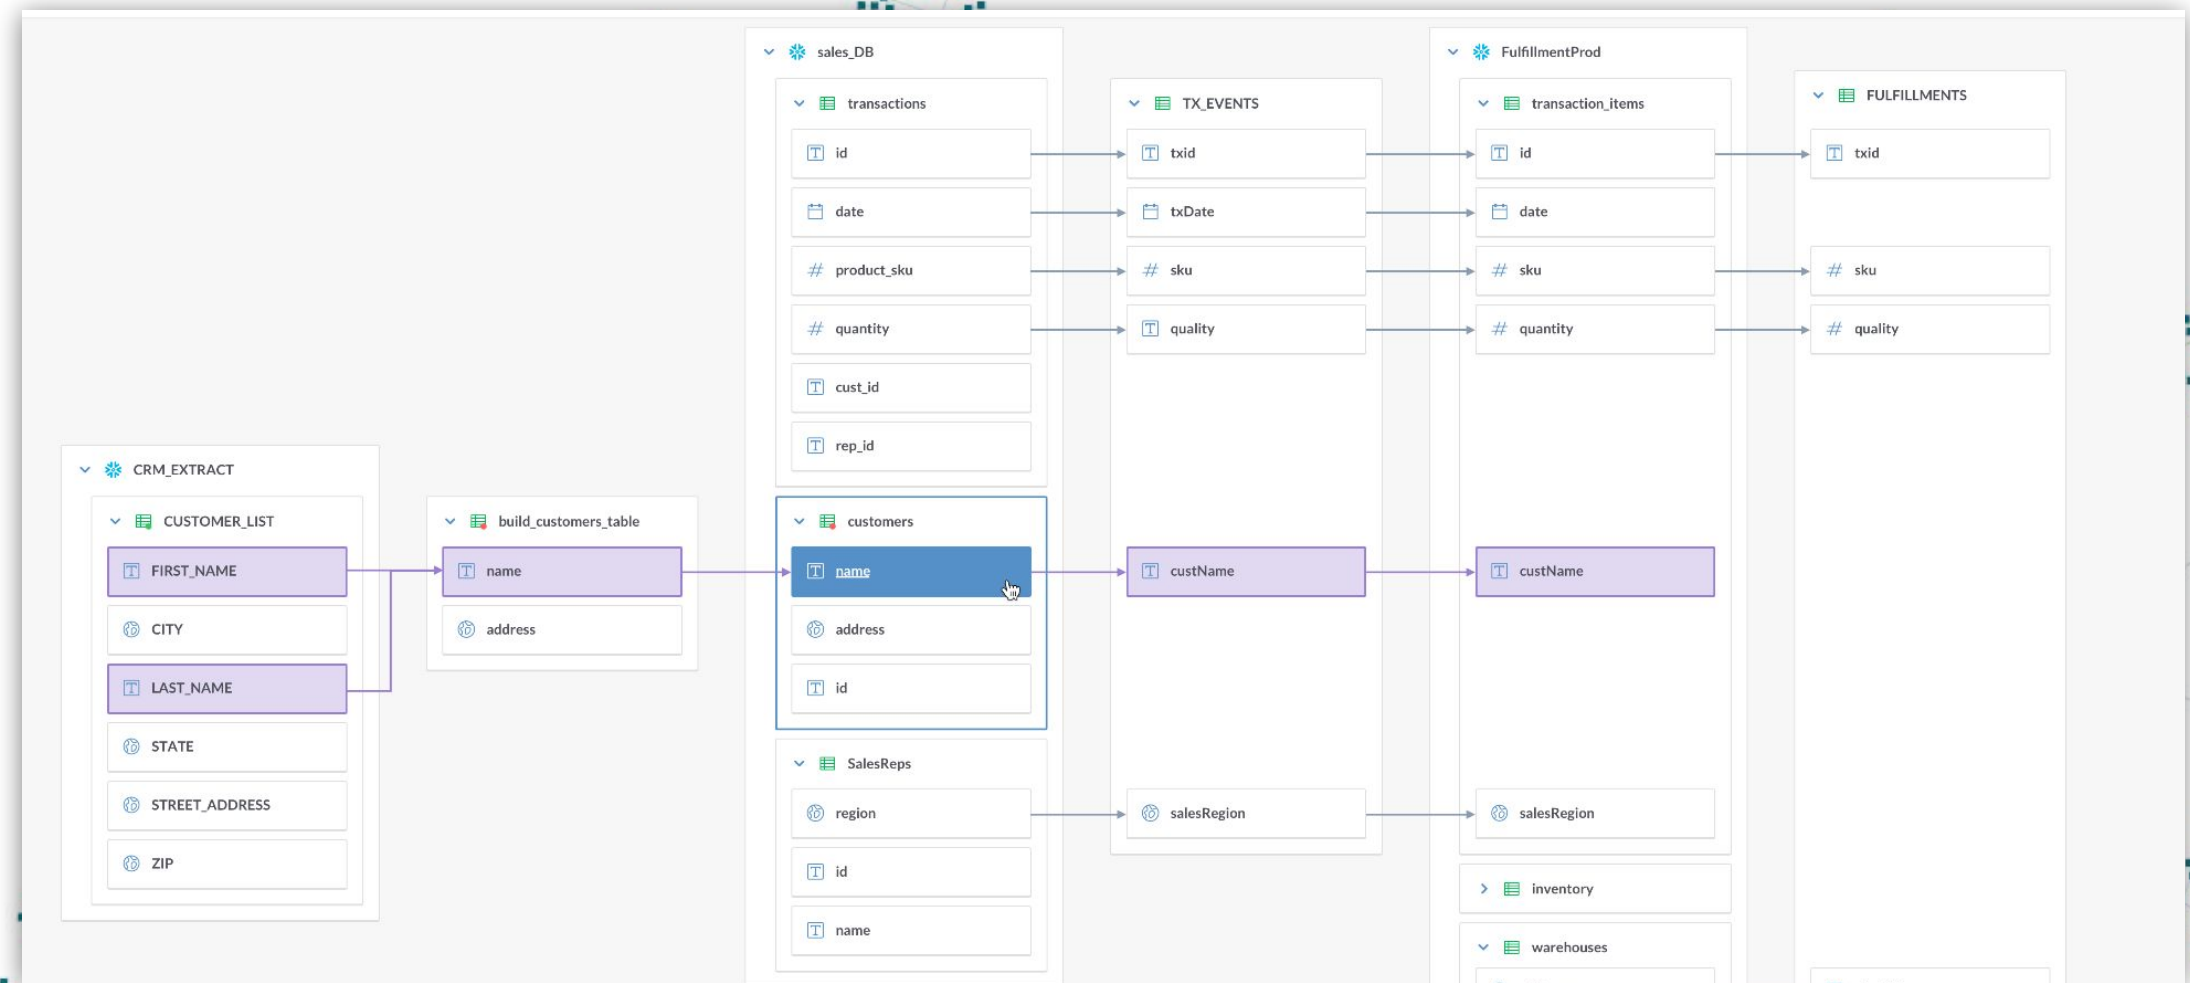 CRM_EXTRACT
CUSTOMER_LIST
FIRST_NAME
CITY
LAST_NAME
STATE
STREET_ADDRESS
ZIP
build_customers_table
name
address
sales_DB
transactions
id
date
product_sku
quantity
cust_id
rep_id
customers
name
address
id
SalesReps
region
id
name
TX_EVENTS
txid
txDate
sku
quality
custName
salesRegion
FulfillmentProd
transaction_items
id
date
sku
quantity
custName
salesRegion
inventory
warehouses
FULFILLMENTS
txid
sku
quality